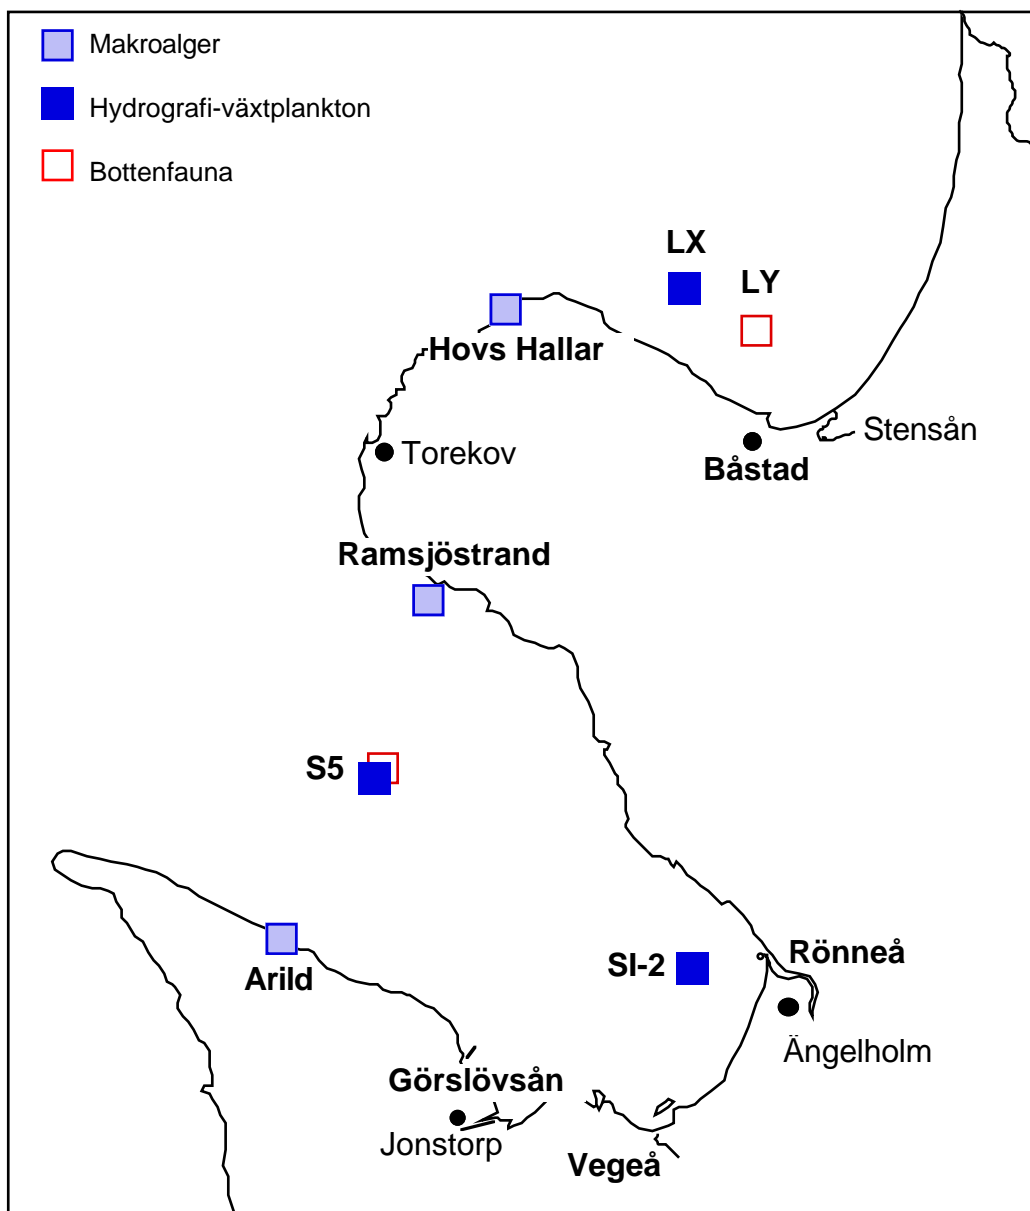 Makroalger
Hydrografi-växtplankton
Bottenfauna
LX
LY
Hovs Hallar
Stensån
Torekov
Båstad
Ramsjöstrand
S5
Rönneå
SI-2
Arild
Ängelholm
Görslövsån
Jonstorp
Vegeå